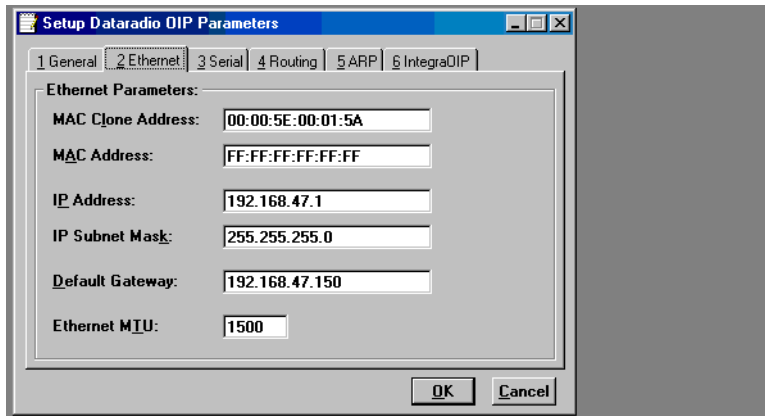 Setup Dataradio OIP Parameters
1 General 2 Ethernet 3 Serial 4 Routing 5 ARP 6 IntegraOIP
Ethernet Parameters:
MAC Clone Address: 00:00:5E:00:01:5A
MAC Address: FF:FF:FF:FF:FF:FF
IP Address: 192.168.47.1
IP Subnet Mask: 255.255.255.0
Default Gateway: 192.168.47.150
Ethernet MTU: 1500
OK Cancel